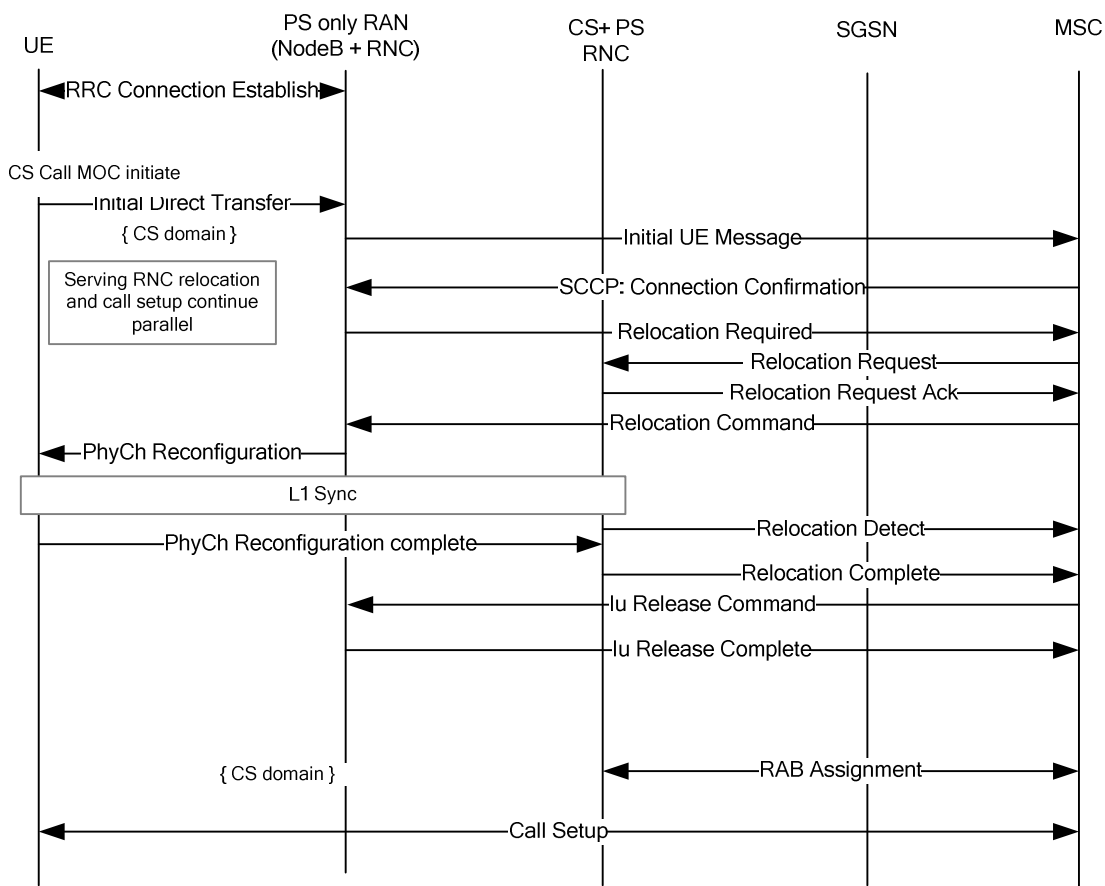 UE
PS only RAN
(NodeB + RNC)
CS+ PS
RNC
SGSN
MSC
RRC Connection Establish
CS Call MOC initiate
Initial Direct Transfer
{ CS domain }
Initial UE Message
Serving RNC relocation
and call setup continue
parallel
SCCP: Connection Confirmation
Relocation Required
Relocation Request
Relocation Request Ack
Relocation Command
PhyCh Reconfiguration
L1 Sync
Relocation Detect
PhyCh Reconfiguration complete
Relocation Complete
Iu Release Command
Iu Release Complete
{ CS domain }
RAB Assignment
Call Setup